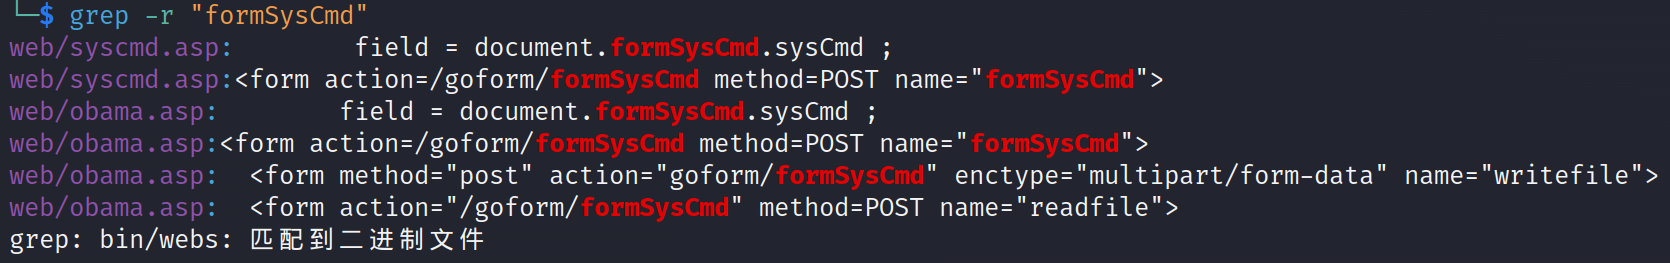 └─$ grep -r "formSysCmd"
web/syscmd.asp:        field = document.formSysCmd.sysCmd ;
web/syscmd.asp:<form action=/goform/formSysCmd method=POST name="formSysCmd">
web/obama.asp:        field = document.formSysCmd.sysCmd ;
web/obama.asp:<form action=/goform/formSysCmd method=POST name="formSysCmd">
web/obama.asp:  <form method="post" action="goform/formSysCmd" enctype="multipart/form-data" name="writefile">
web/obama.asp:  <form action="/goform/formSysCmd" method=POST name="readfile">
grep: bin/webs: 匹配到二进制文件